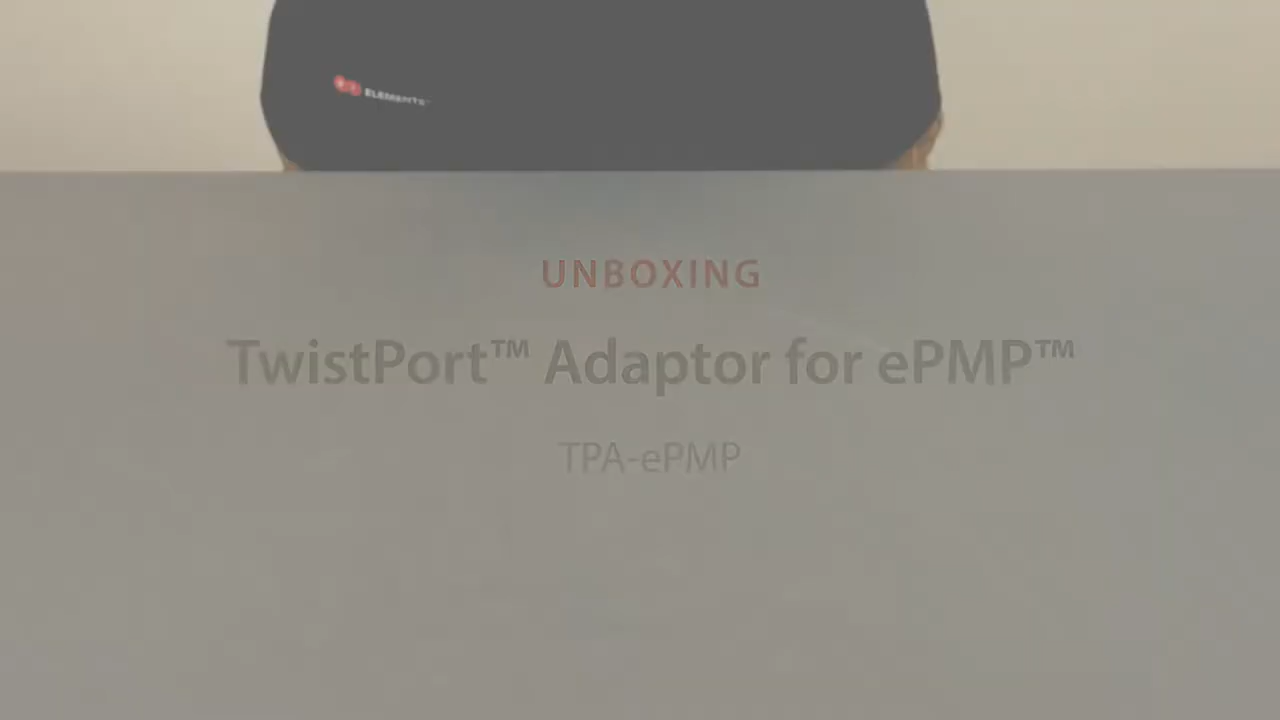 ELEMENTS
UNBOXING
TwistPort™ Adaptor for ePMP™
TPA-ePMP